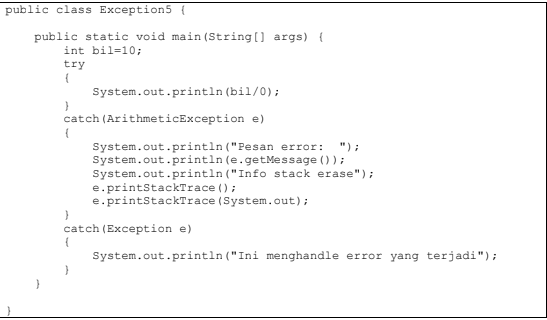 public class Exception5 {
    public static void main(String[] args) {
        int bil=10;
        try
        {
            System.out.println(bil/0);
        }
        catch(ArithmeticException e)
        {
            System.out.println("Pesan error:  ");
            System.out.println(e.getMessage());
            System.out.println("Info stack erase");
            e.printStackTrace();
            e.printStackTrace(System.out);
        }
        catch(Exception e)
        {
            System.out.println("Ini menghandle error yang terjadi");
        }
    }
}